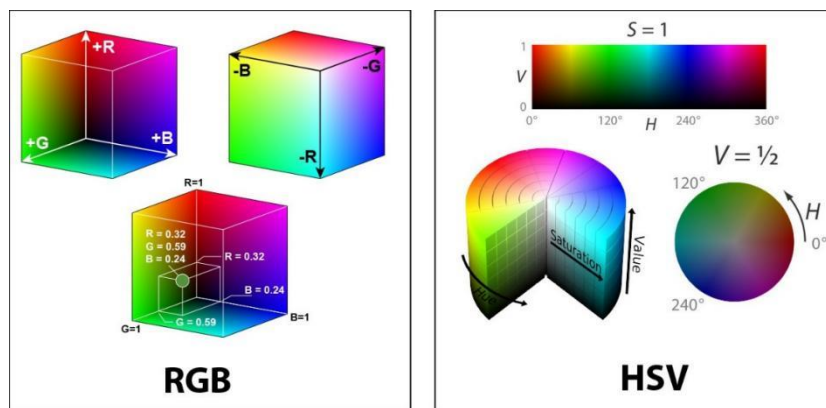 +R
+G
+B
-B
-G
-R
R=1
R = 0.32
G = 0.59
B = 0.24
R = 0.32
B = 0.24
G = 0.59
G=1
B=1
RGB
S = 1
1
V
0
0°
120°
H
240°
360°
V = ½
120°
H
0°
240°
Saturation
Value
Hue
HSV